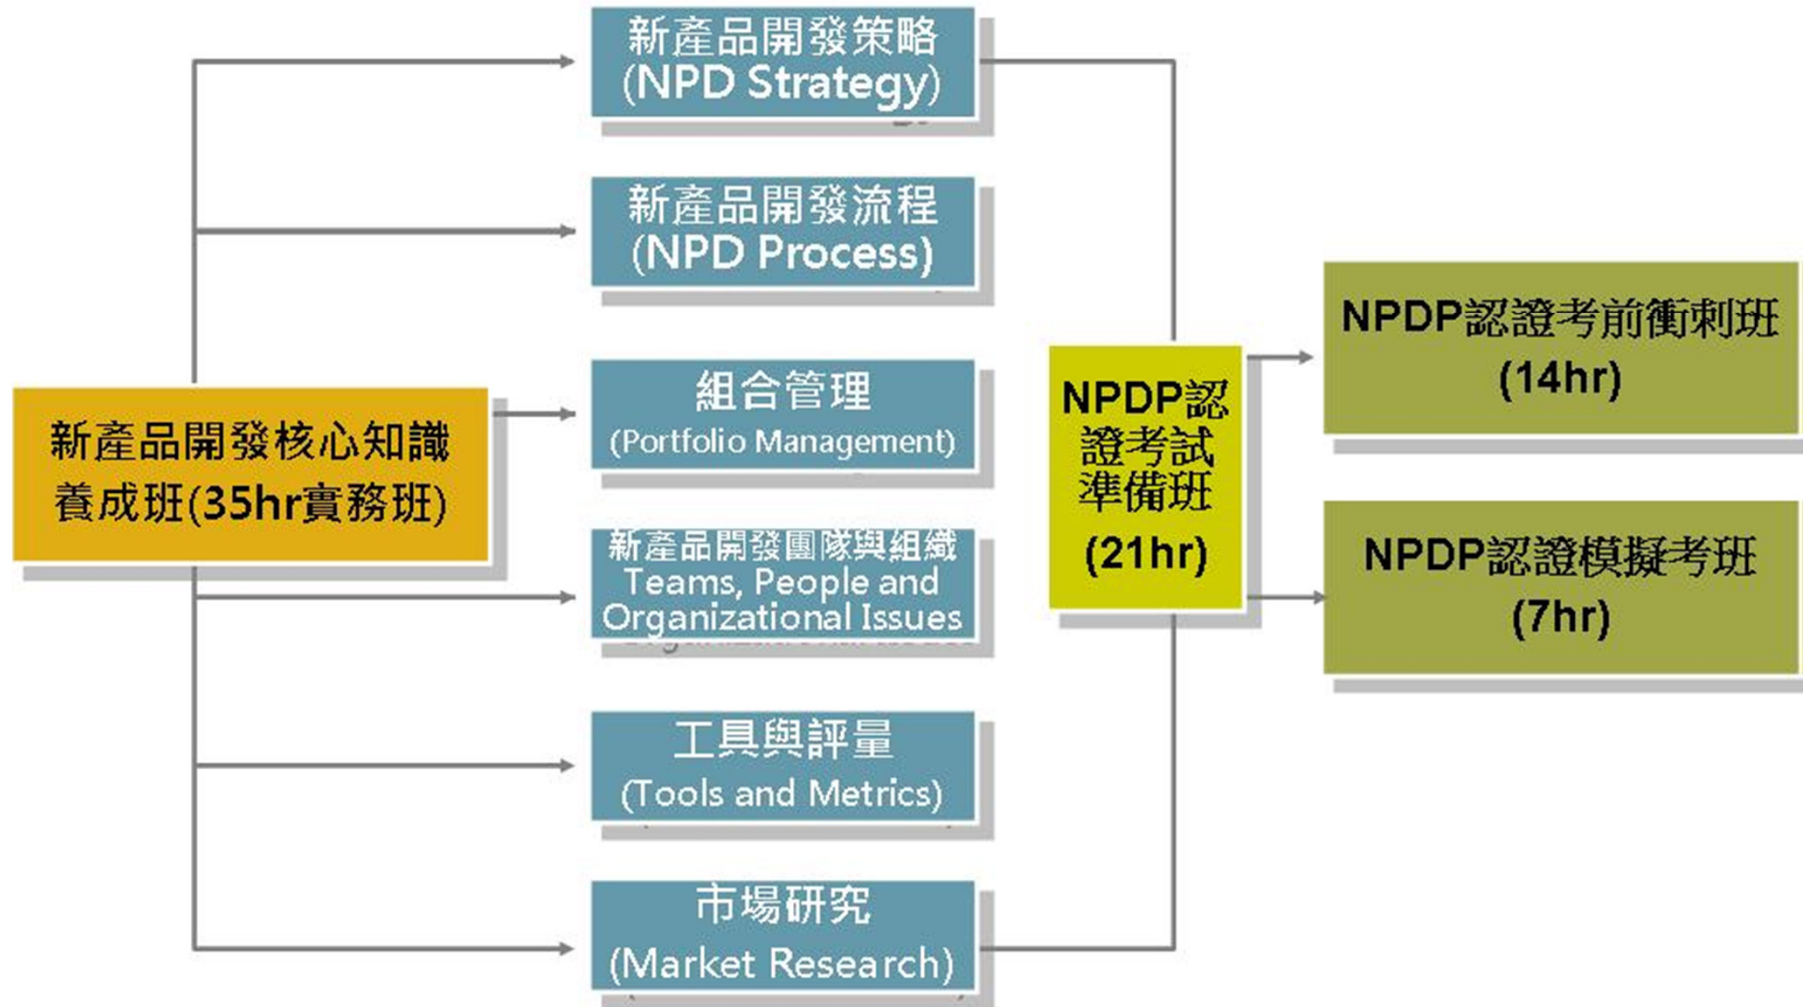 新產品開發核心知識
養成班(35hr實務班)
新產品開發策略
(NPD Strategy)
新產品開發流程
(NPD Process)
組合管理
(Portfolio Management)
新產品開發團隊與組織
Teams, People and
Organizational Issues
工具與評量
(Tools and Metrics)
市場研究
(Market Research)
NPDP認
證考試
準備班
(21hr)
NPDP認證考前衝刺班
(14hr)
NPDP認證模擬考班
(7hr)